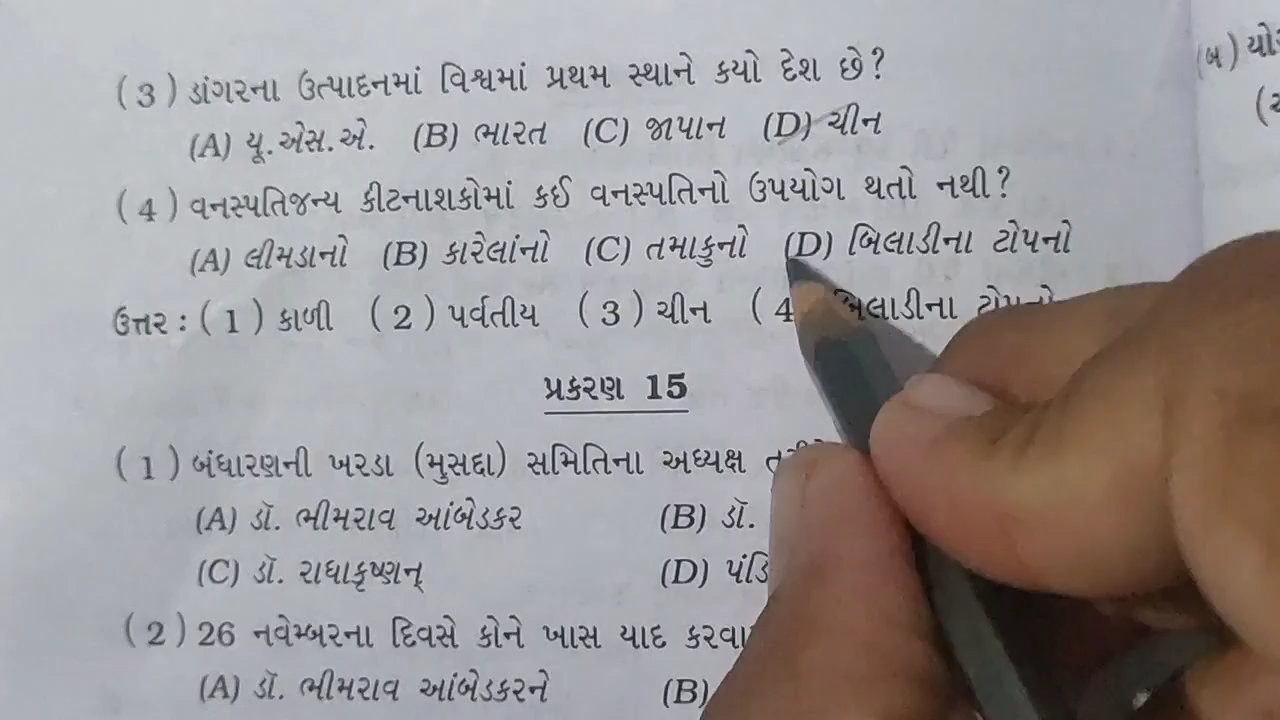 (3) ડાંગરના ઉત્પાદનમાં વિશ્વમાં પ્રથમ સ્થાને કયો દેશ છે?
(A) યૂ.એસ.એ. (B) ભારત (C) જાપાન (D) ચીન
(4) વનસ્પતિજન્ય કીટનાશકોમાં કઈ વનસ્પતિનો ઉપયોગ થતો નથી?
(A) લીમડાનો (B) કારેલાંનો (C) તમાકુનો (D) બિલાડીના ટોપનો
ઉત્તર : (1) કાળી (2) પર્વતીય (3) ચીન (4 બિલાડીના ટોપનો
પ્રકરણ 15
(1) બંધારણની ખરડા (મુસદ્દા) સમિતિના અધ્યક્ષ
(A) ડૉ. ભીમરાવ આંબેડકર (B) ડૉ.
(C) ડૉ. રાધાકૃષ્ણન્ (D)
(2) 26 નવેમ્બરના દિવસે કોને ખાસ યાદ
(A) ડૉ. ભીમરાવ આંબેડકરને (B)
(બ)